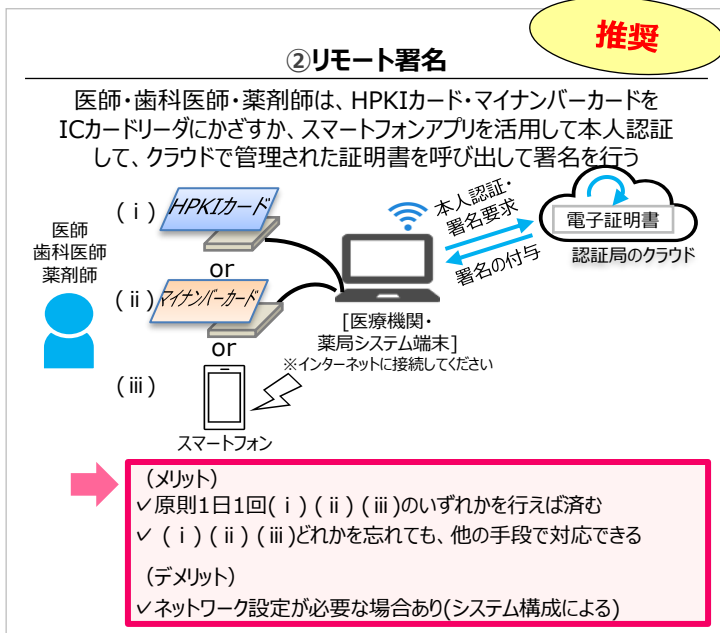 推奨
②リモート署名
医師・歯科医師・薬剤師は、HPKIカード・マイナンバーカードを
ICカードリーダにかざすか、スマートフォンアプリを活用して本人認証
して、クラウドで管理された証明書を呼び出して署名を行う
医師
歯科医師
薬剤師
(ⅰ)
HPKIカード
or
(ⅱ)
マイナンバーカード
or
(ⅲ)
スマートフォン
[医療機関・
薬局システム端末]
※インターネットに接続してください
本人認証・
署名要求
署名の付与
電子証明書
認証局のクラウド
(メリット)
✓原則1日1回(ⅰ)(ⅱ)(ⅲ)のいずれかを行えば済む
✓(ⅰ)(ⅱ)(ⅲ)どれかを忘れても、他の手段で対応できる
(デメリット)
✓ネットワーク設定が必要な場合あり(システム構成による)